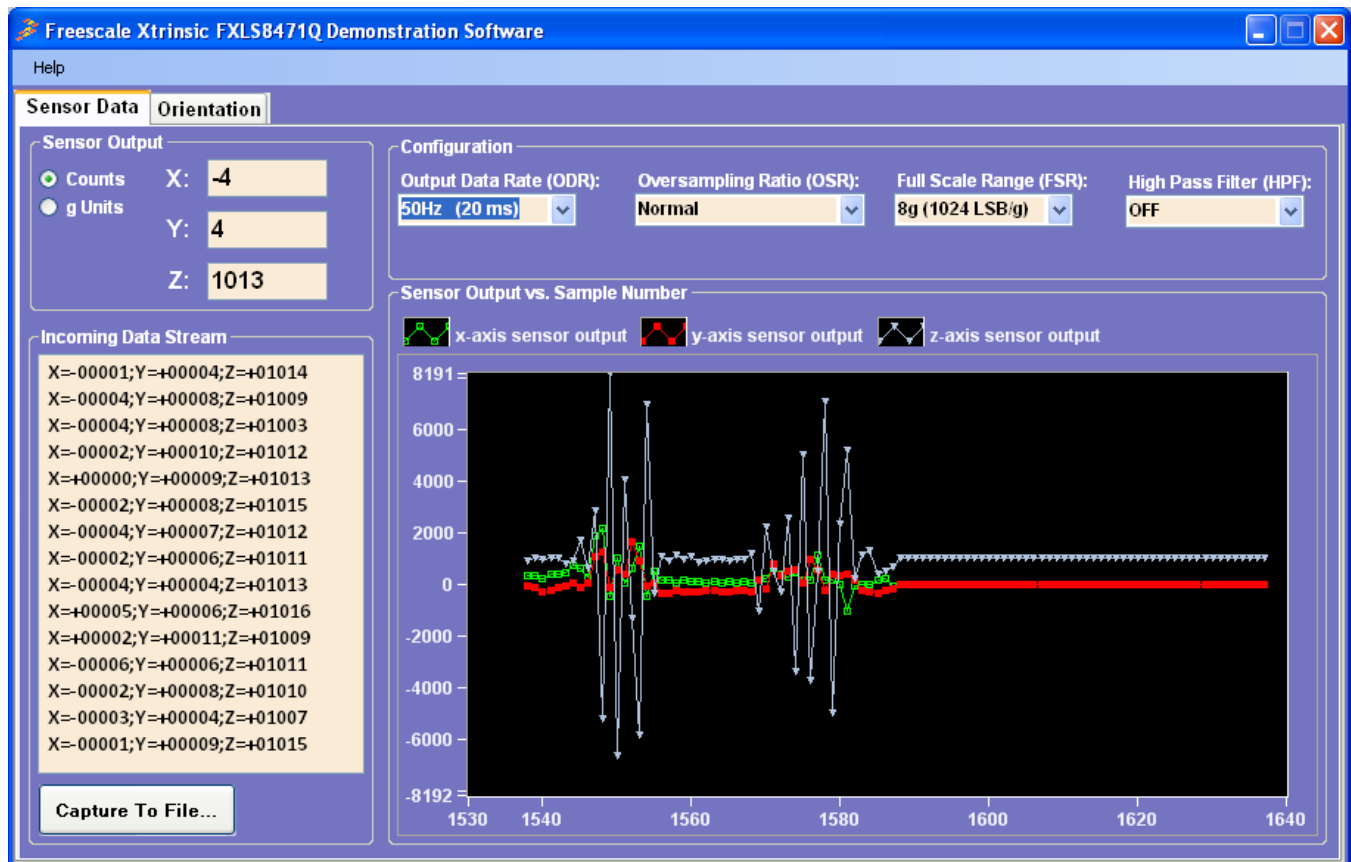 Freescale Xtrinsic FXLS8471Q Demonstration Software
Help
Sensor Data
Orientation
Sensor Output
Counts
g Units
X: -4
Y: 4
Z: 1013
Configuration
Output Data Rate (ODR):
50Hz (20 ms)
Oversampling Ratio (OSR):
Normal
Full Scale Range (FSR):
8g (1024 LSB/g)
High Pass Filter (HPF):
OFF
Incoming Data Stream
X=-00001;Y=+00004;Z=+01014
X=-00004;Y=+00008;Z=+01009
X=-00004;Y=+00008;Z=+01003
X=-00002;Y=+00010;Z=+01012
X=+00000;Y=+00009;Z=+01013
X=-00002;Y=+00008;Z=+01015
X=-00004;Y=+00007;Z=+01012
X=-00002;Y=+00006;Z=+01011
X=-00004;Y=+00004;Z=+01013
X=+00005;Y=+00006;Z=+01016
X=+00002;Y=+00011;Z=+01009
X=-00006;Y=+00006;Z=+01011
X=-00002;Y=+00008;Z=+01010
X=-00003;Y=+00004;Z=+01007
X=-00001;Y=+00009;Z=+01015
Capture To File...
Sensor Output vs. Sample Number
x-axis sensor output
y-axis sensor output
z-axis sensor output
8191
6000
4000
2000
0
-2000
-4000
-6000
-8192
1530 1540 1560 1580 1600 1620 1640